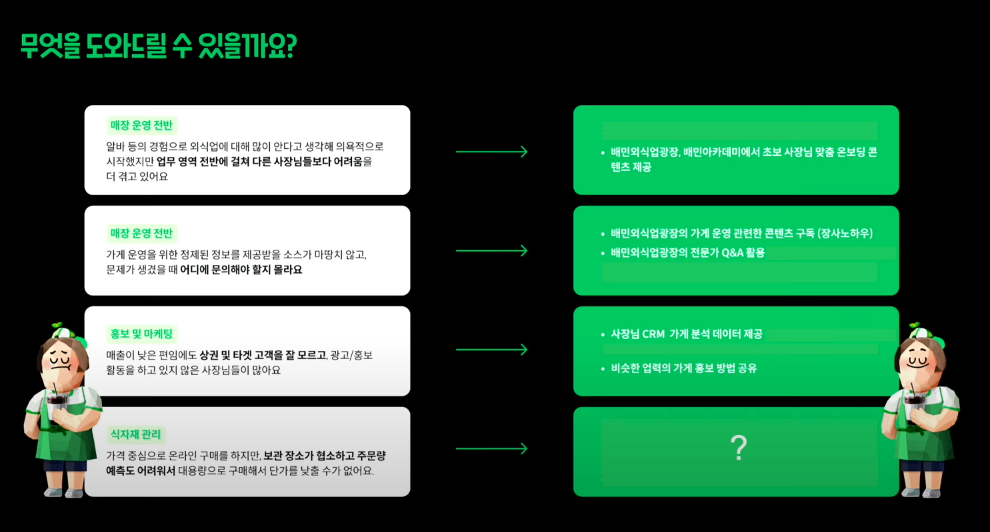 무엇을 도와드릴 수 있을까요?
매장 운영 전반
알바 등의 경험으로 외식업에 대해 많이 안다고 생각해 의욕적으로
시작했지만 업무 영역 전반에 걸쳐 다른 사장님들보다 어려움을
더 겪고 있어요
• 배민외식업광장, 배민아카데미에서 초보 사장님 맞춤 온보딩 콘
텐츠 제공
매장 운영 전반
가게 운영을 위한 정제된 정보를 제공받을 소스가 마땅치 않고,
문제가 생겼을 때 어디에 문의해야 할지 몰라요
• 배민외식업광장의 가게 운영 관련한 콘텐츠 구독 (장사노하우)
• 배민외식업광장의 전문가 Q&A 활용
홍보 및 마케팅
매출이 낮은 편임에도 상권 및 타겟 고객을 잘 모르고, 광고/홍보
활동을 하고 있지 않은 사장님들이 많아요
• 사장님 CRM 가게 분석 데이터 제공
• 비슷한 업력의 가게 홍보 방법 공유
식자재 관리
가격 중심으로 온라인 구매를 하지만, 보관 장소가 협소하고 주문량
예측도 어려워서 대용량으로 구매해서 단가를 낮출 수가 없어요.
?